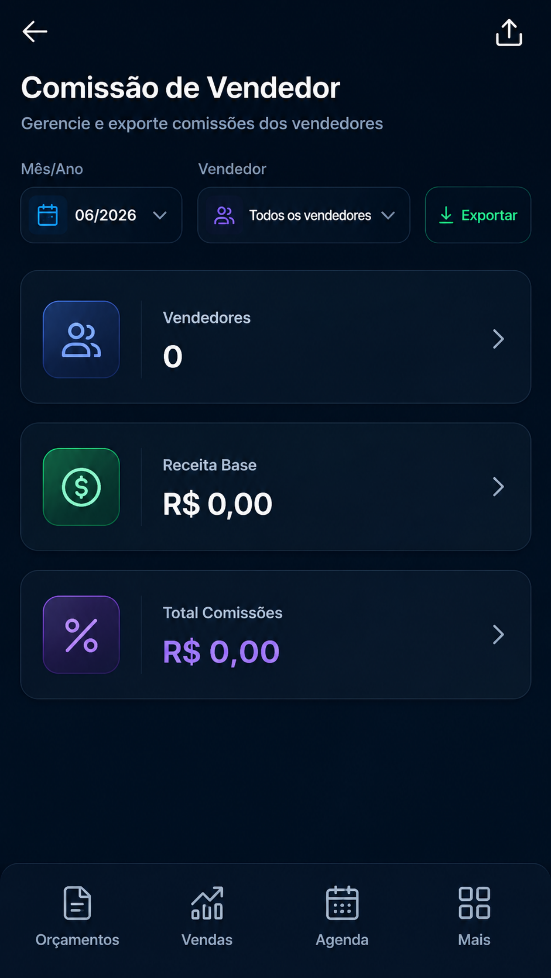 Comissão de Vendedor
Gerencie e exporte comissões dos vendedores
Mês/Ano
Vendedor
06/2026
Todos os vendedores
Exportar
Vendedores
0
Receita Base
R$ 0,00
Total Comissões
R$ 0,00
Orçamentos
Vendas
Agenda
Mais